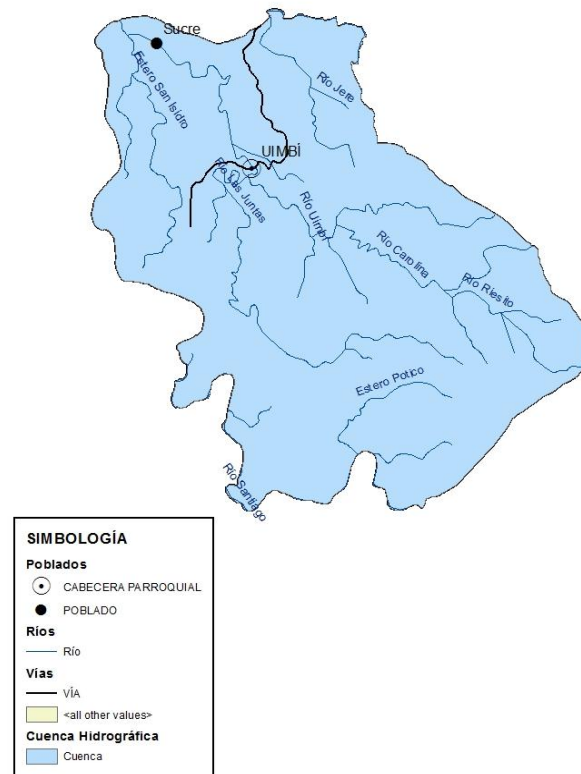 Sucre
Estero San Isidro
Río Jere
UIMBÍ
Río Las Juntas
Río Uimbí
Río Carolina
Río Riesito
Estero Potico
Río Santiago
SIMBOLOGÍA
Poblados
CABECERA PARROQUIAL
POBLADO
Ríos
Río
Vías
VÍA
<all other values>
Cuenca Hidrográfica
Cuenca